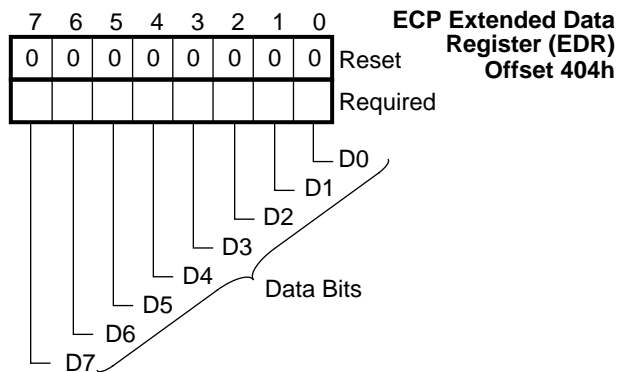 7 6 5 4 3 2 1 0
ECP Extended Data
Register (EDR)
Offset 404h
0 0 0 0 0 0 0 0 Reset
Required
D0
D1
D2
D3
D4
Data Bits
D5
D6
D7